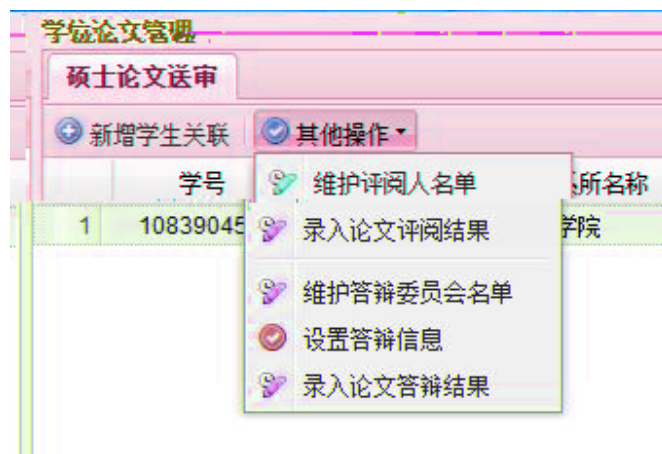 学位论文管理
硕士论文送审
新增学生关联 其他操作
学号 所名称
维护评阅人名单
1 10839045 学院
录入论文评阅结果
维护答辩委员会名单
设置答辩信息
录入论文答辩结果